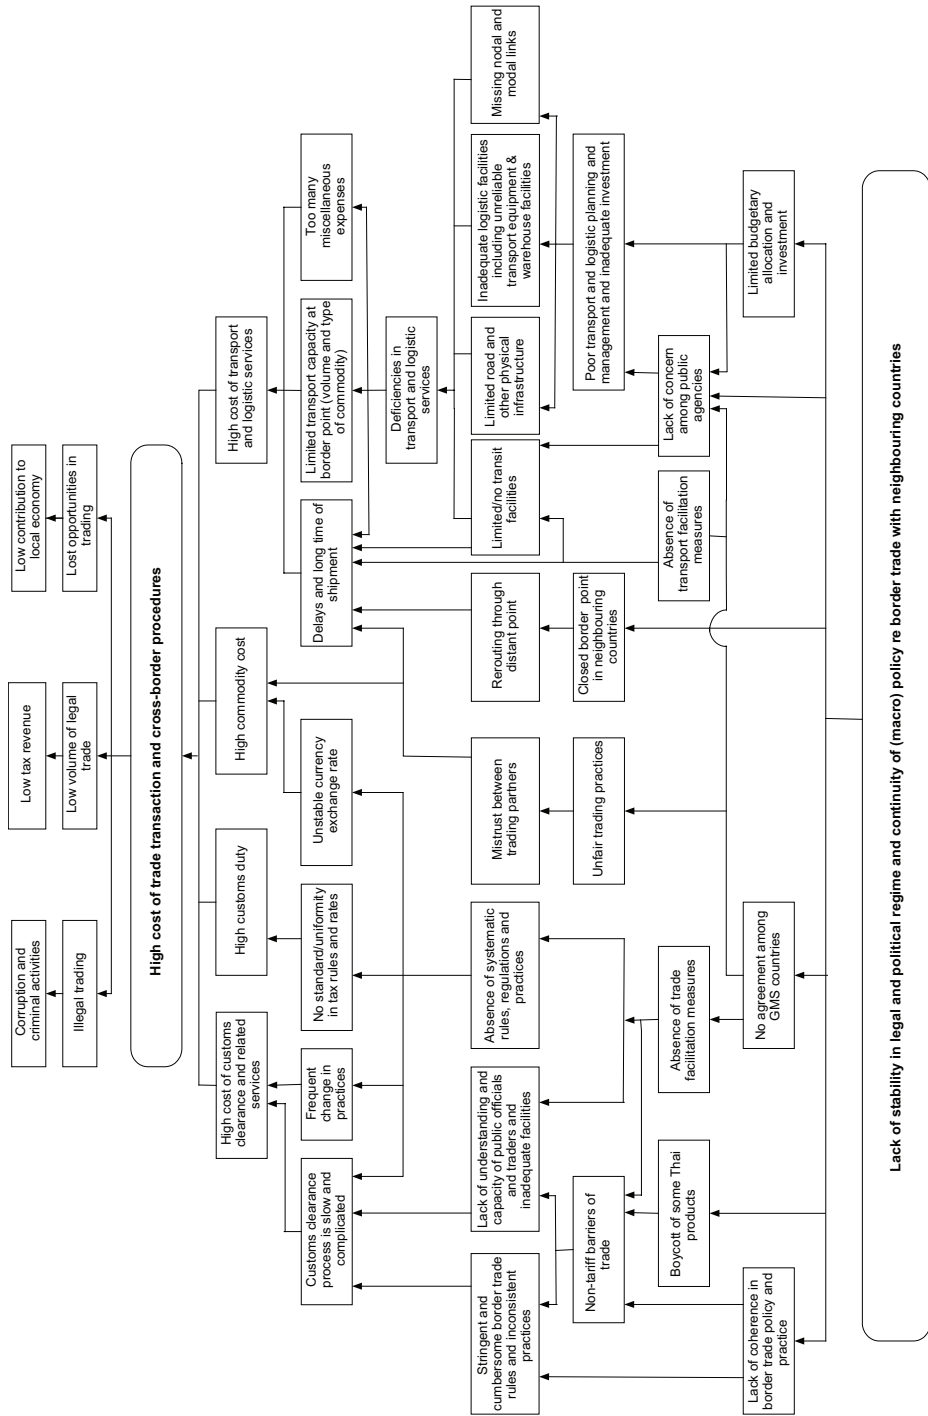 Corruption and
criminal activities
Low tax revenue
Low contribution to
local economy
Illegal trading
Low volume of legal
trade
Lost opportunities in
trading
High cost of trade transaction and cross-border procedures
High cost of customs
clearance and related
services
High customs duty
High commodity cost
High cost of transport
and logistic services
Customs clearance
process is slow and
complicated
Frequent
change in
practices
No standard/uniformity
in tax rules and rates
Unstable currency
exchange rate
Delays and long time of
shipment
Limited transport capacity at
border point (volume and type
of commodity)
Too many
miscellaneous
expenses
Deficiencies in
transport and logistic
services
Stringent and
cumbersome border trade
rules and inconsistent
practices
Lack of understanding and
capacity of public officials
and traders and
inadequate facilities
Absence of systematic
rules, regulations and
practices
Mistrust between
trading partners
Rerouting through
distant point
Limited/no transit
facilities
Limited road and
other physical
infrastructure
Inadequate logistic facilities
including unreliable
transport equipment &
warehouse facilities
Missing nodal and
modal links
Non-tariff barriers of
trade
Unfair trading practices
Closed border point
in neighbouring
countries
Poor transport and logistic planning and
management and inadequate investment
Boycott of some Thai
products
Absence of trade
facilitation measures
Absence of
transport facilitation
measures
Lack of concern
among public
agencies
Lack of coherence in
border trade policy and
practice
No agreement among
GMS countries
Limited budgetary
allocation and
investment
Lack of stability in legal and political regime and continuity of (macro) policy re border trade with neighbouring countries